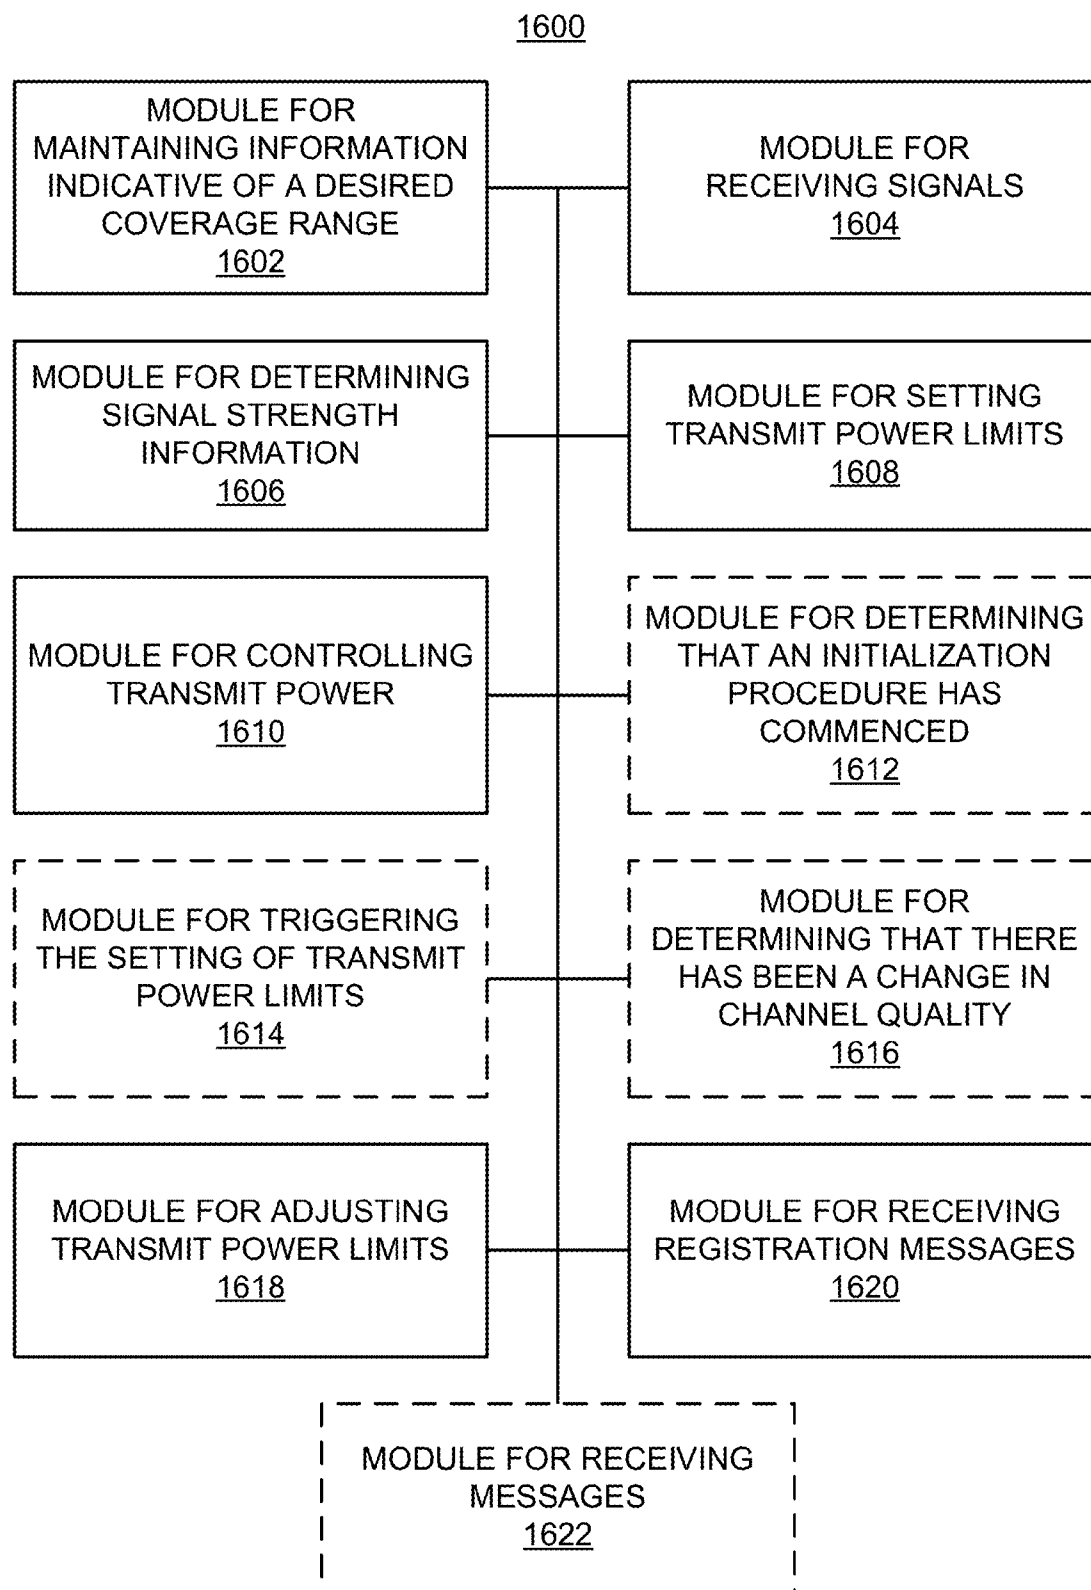 1600
MODULE FOR
MAINTAINING INFORMATION
INDICATIVE OF A DESIRED
COVERAGE RANGE
1602
MODULE FOR
RECEIVING SIGNALS
1604
MODULE FOR DETERMINING
SIGNAL STRENGTH
INFORMATION
1606
MODULE FOR SETTING
TRANSMIT POWER LIMITS
1608
MODULE FOR CONTROLLING
TRANSMIT POWER
1610
MODULE FOR DETERMINING
THAT AN INITIALIZATION
PROCEDURE HAS
COMMENCED
1612
MODULE FOR TRIGGERING
THE SETTING OF TRANSMIT
POWER LIMITS
1614
MODULE FOR
DETERMINING THAT THERE
HAS BEEN A CHANGE IN
CHANNEL QUALITY
1616
MODULE FOR ADJUSTING
TRANSMIT POWER LIMITS
1618
MODULE FOR RECEIVING
REGISTRATION MESSAGES
1620
MODULE FOR RECEIVING
MESSAGES
1622